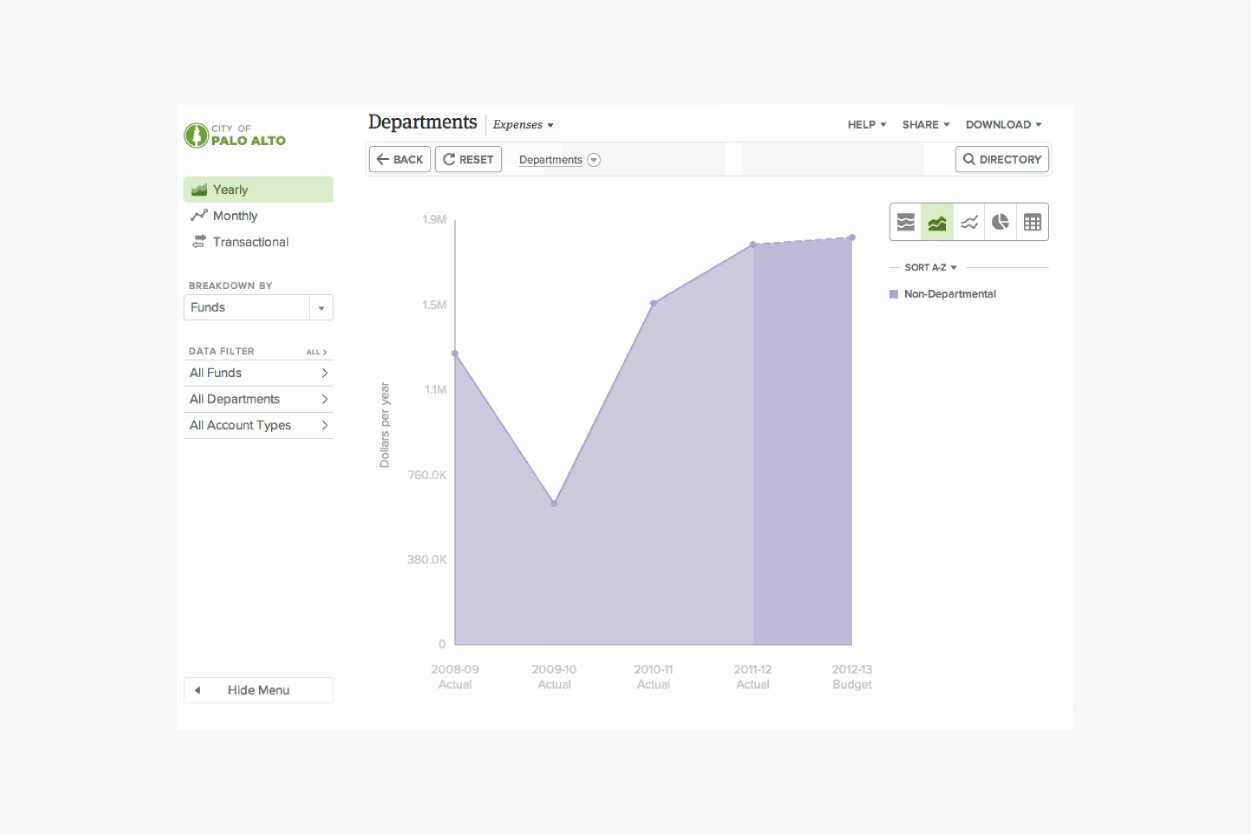 CITY OF
PALO ALTO
Departments
Expenses
HELP
SHARE
DOWNLOAD
BACK
RESET
Departments
DIRECTORY
Yearly
Monthly
Transactional
BREAKDOWN BY
Funds
DATA FILTER
ALL
All Funds
All Departments
All Account Types
Hide Menu
Dollars per year
1.9M
1.5M
1.1M
760.0K
380.0K
0
2008-09
Actual
2009-10
Actual
2010-11
Actual
2011-12
Actual
2012-13
Budget
SORT A-Z
Non-Departmental